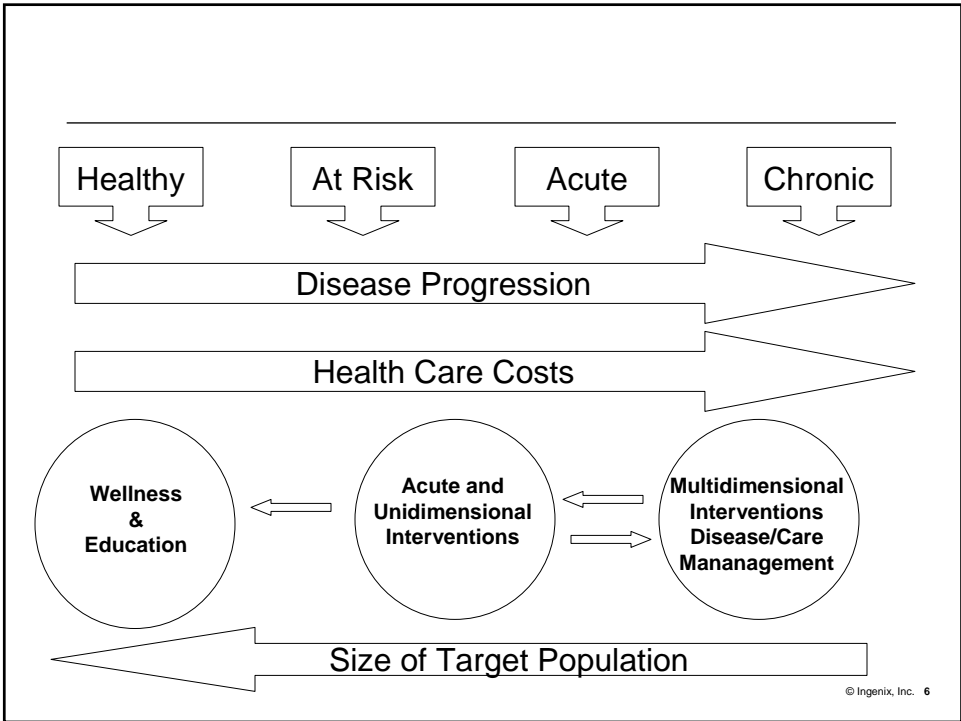 Healthy
At Risk
Acute
Chronic
Disease Progression
Health Care Costs
Wellness
&
Education
Acute and
Unidimensional
Interventions
Multidimensional
Interventions
Disease/Care
Mananagement
Size of Target Population
© Ingenix, Inc. 6